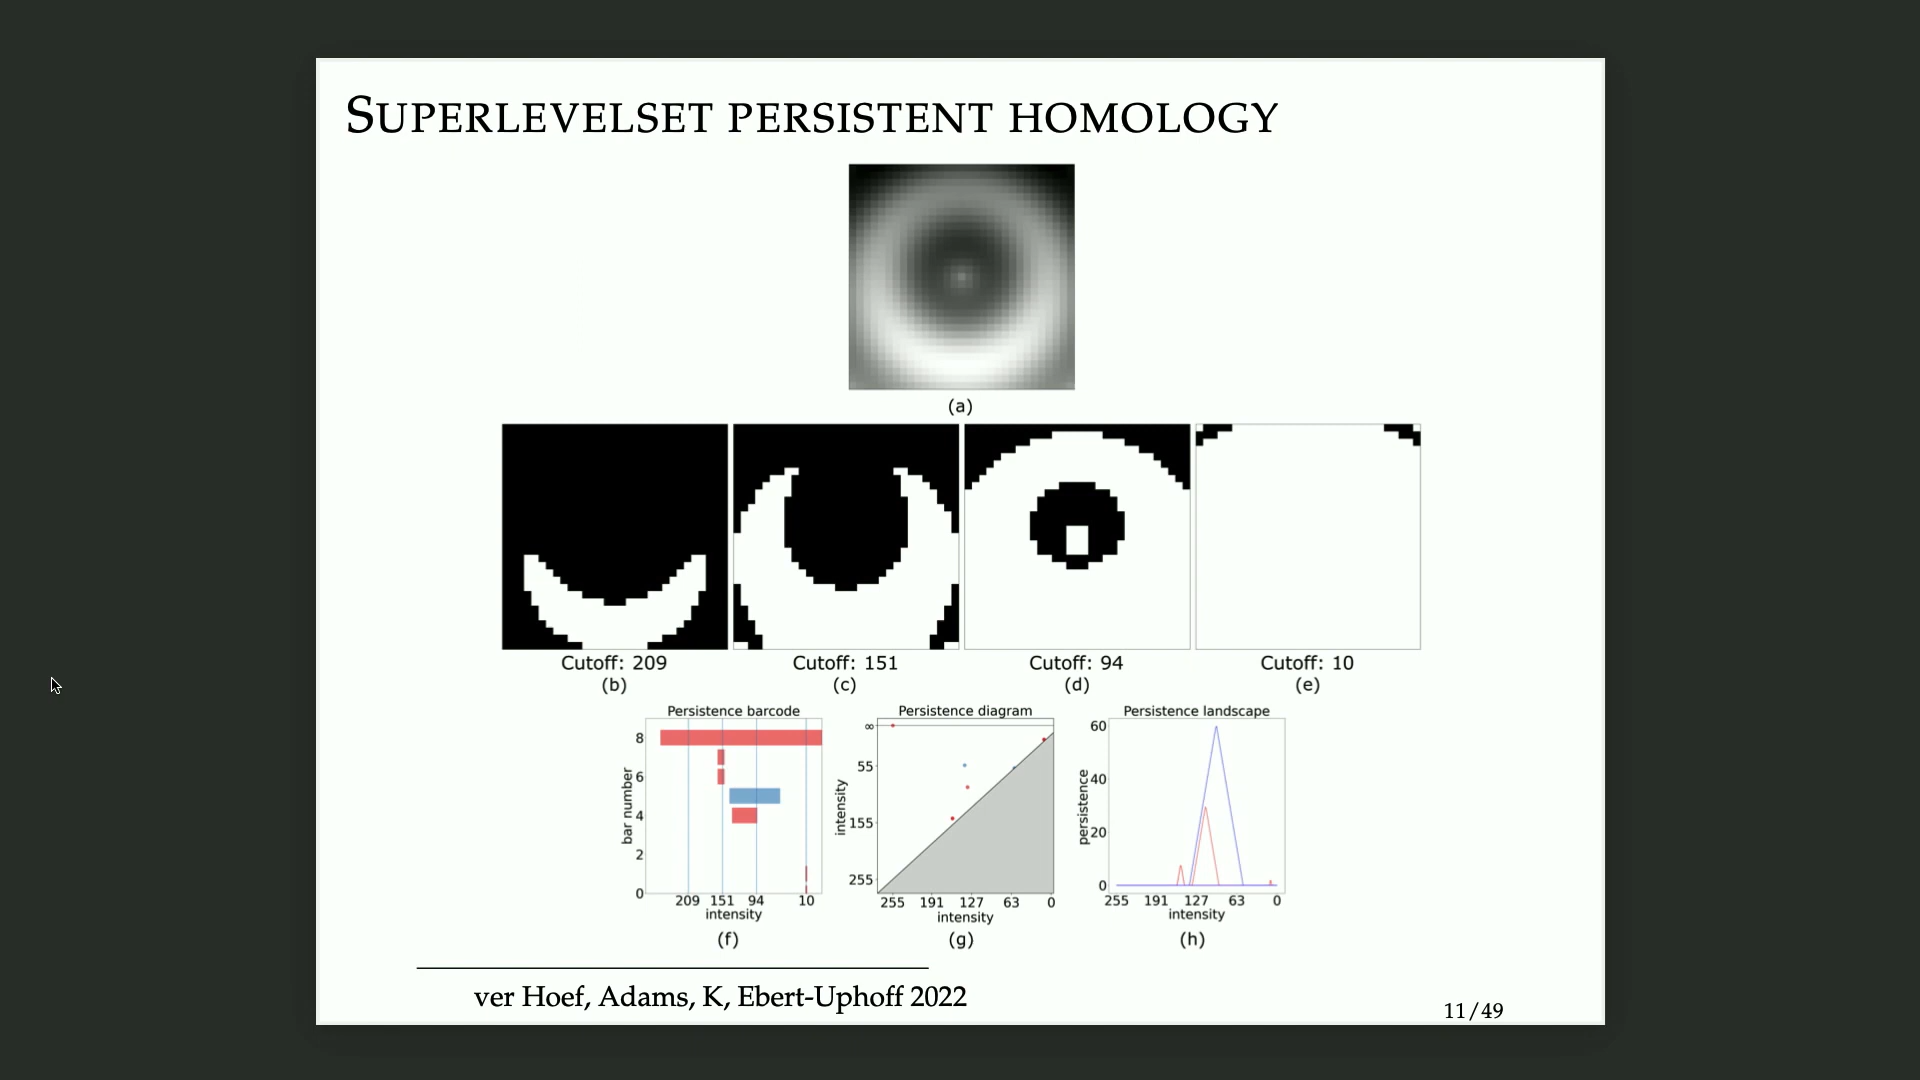 SUPERLEVELSET PERSISTENT HOMOLOGY
(a)
Cutoff: 209 Cutoff: 151 Cutoff: 94 Cutoff: 10
(b) (c) (d) (e)
Persistence barcode
8
6
4
2
0
bar number
209 151 94 10
intensity
(f)
Persistence diagram
∞
55
155
255
intensity
255 191 127 63 0
intensity
(g)
Persistence landscape
60
40
20
0
persistence
255 191 127 63 0
intensity
(h)
ver Hoef, Adams, K, Ebert-Uphoff 2022
11/49